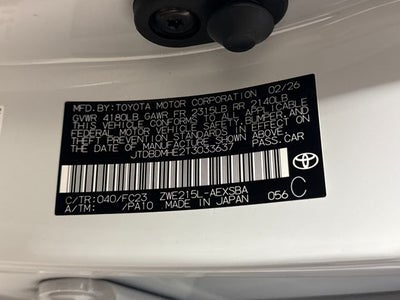 MFD. BY: TOYOTA MOTOR CORPORATION 02/26
GVWR 4180LB GAWR FR 2315LB RR 2140LB
THIS VEHICLE CONFORMS TO ALL APPLICABLE
FEDERAL MOTOR VEHICLE SAFETY, BUMPER, AND
THEFT PREVENTION STANDARDS IN EFFECT ON
THE DATE OF MANUFACTURE SHOWN ABOVE.
JTDBDMHE213033637 PASS.CAR
C/TR: 040/FC23 ZWE215L-AEXSBA
A/TM: /PA10 MADE IN JAPAN 056 C